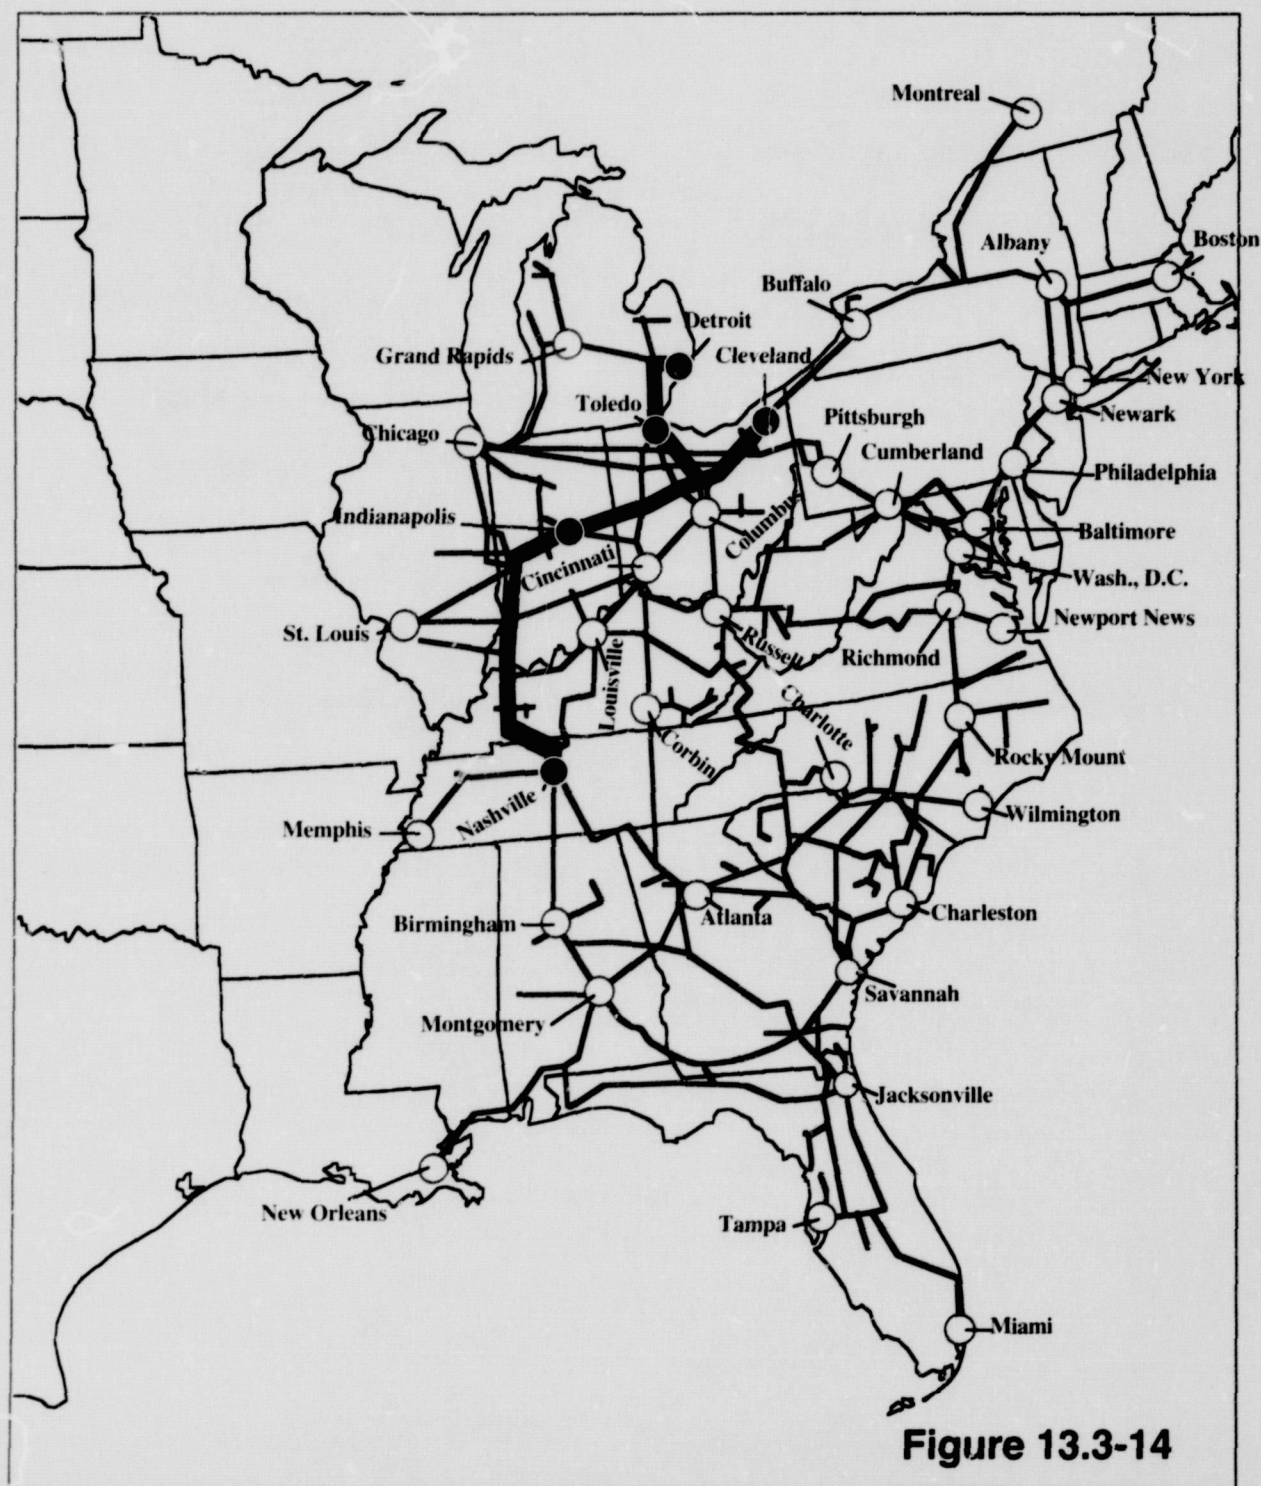 Montreal
Albany
Boston
Buffalo
Detroit
Grand Rapids
Cleveland
New York
Toledo
Newark
Pittsburgh
Chicago
Cumberland
Philadelphia
Indianapolis
Columbus
Baltimore
Cincinnati
Wash., D.C.
St. Louis
Newport News
Russell
Richmond
Louisville
Charlotte
Corbin
Rocky Mount
Nashville
Memphis
Wilmington
Birmingham
Atlanta
Charleston
Savannah
Montgomery
Jacksonville
New Orleans
Tampa
Miami
Figure 13.3-14